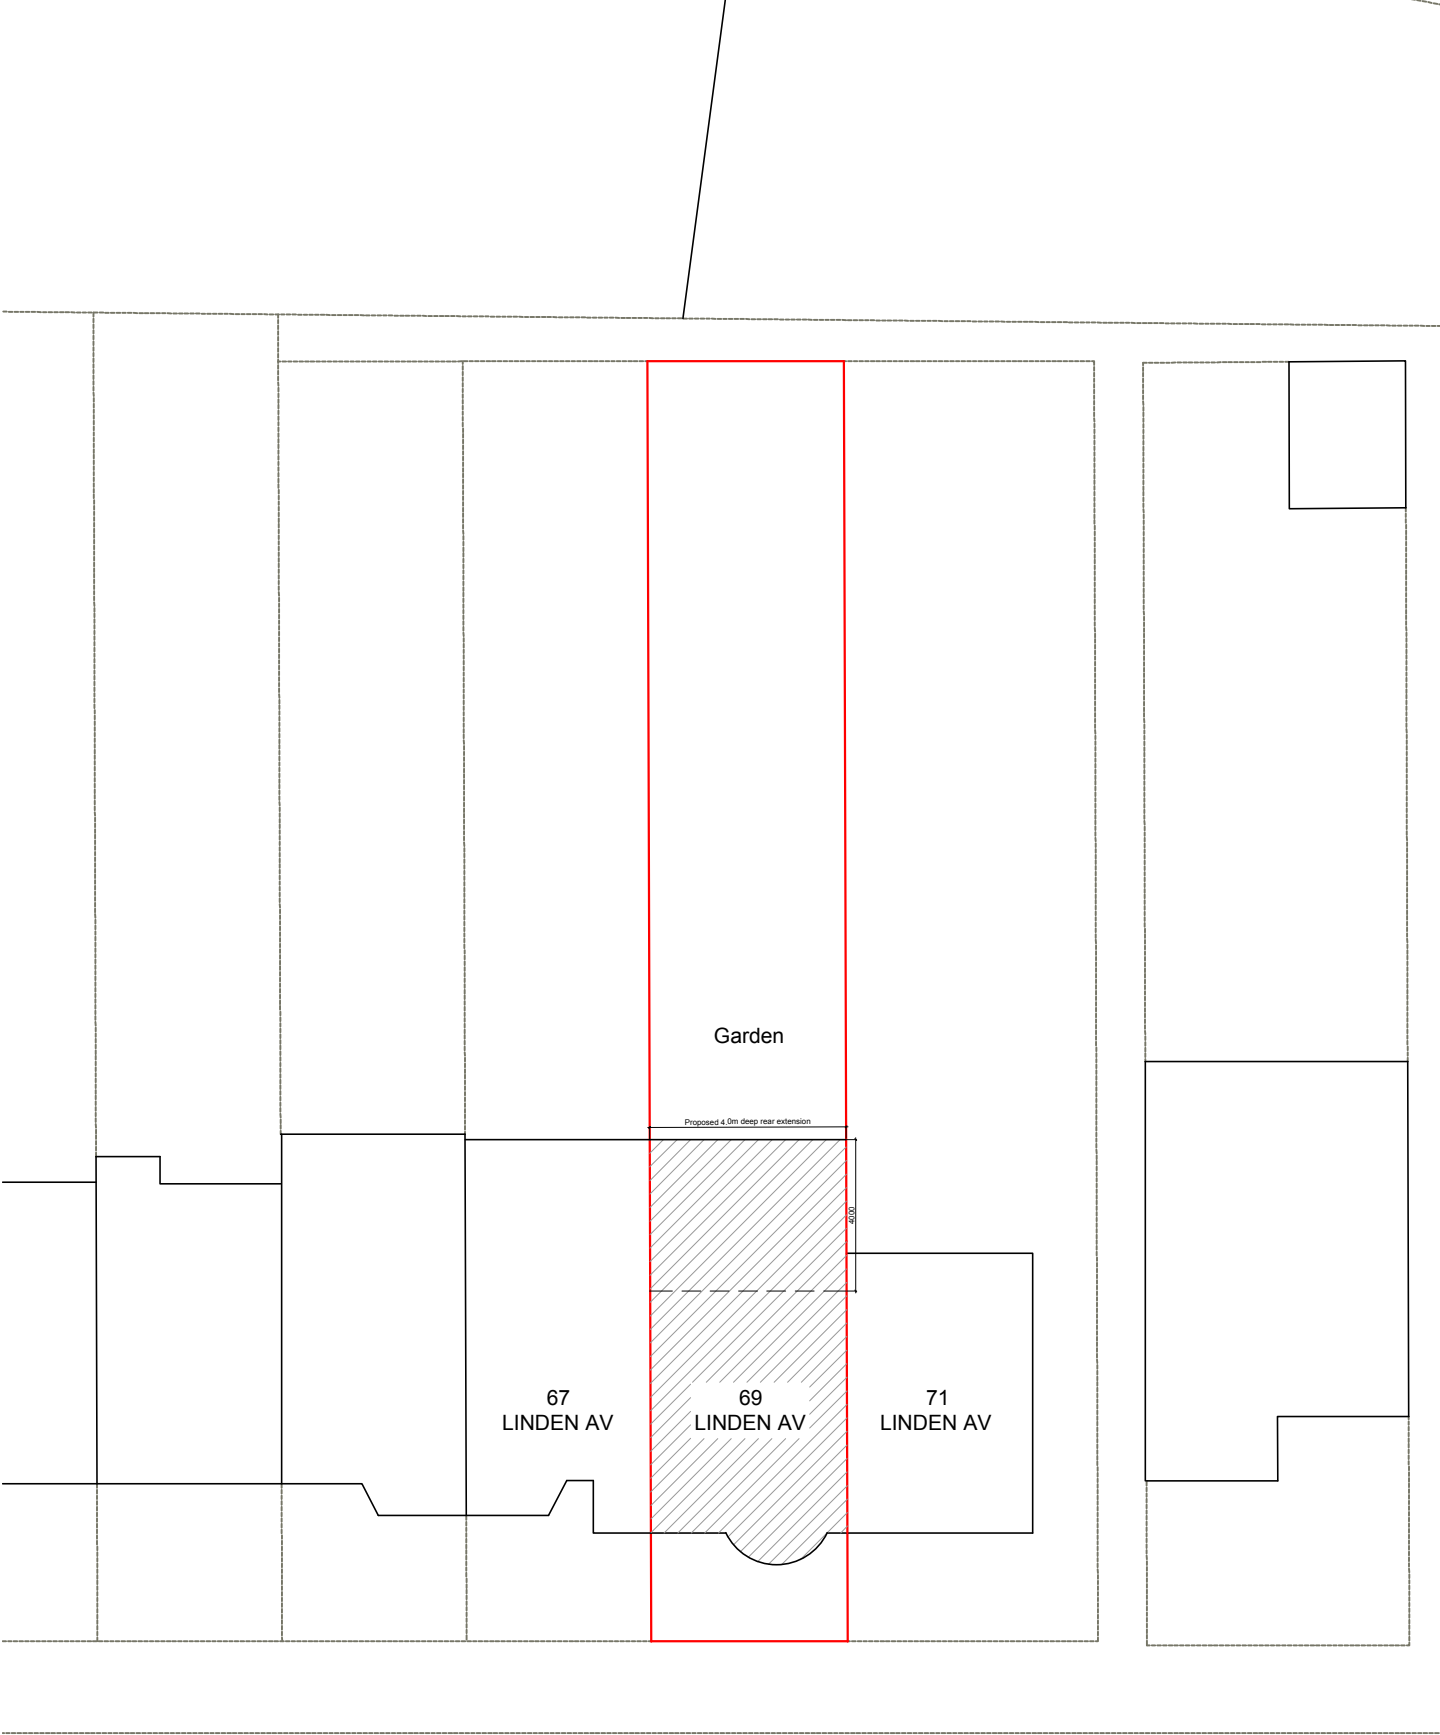 Garden
Proposed 4.0m deep rear extension
4000
67
LINDEN AV
69
LINDEN AV
71
LINDEN AV